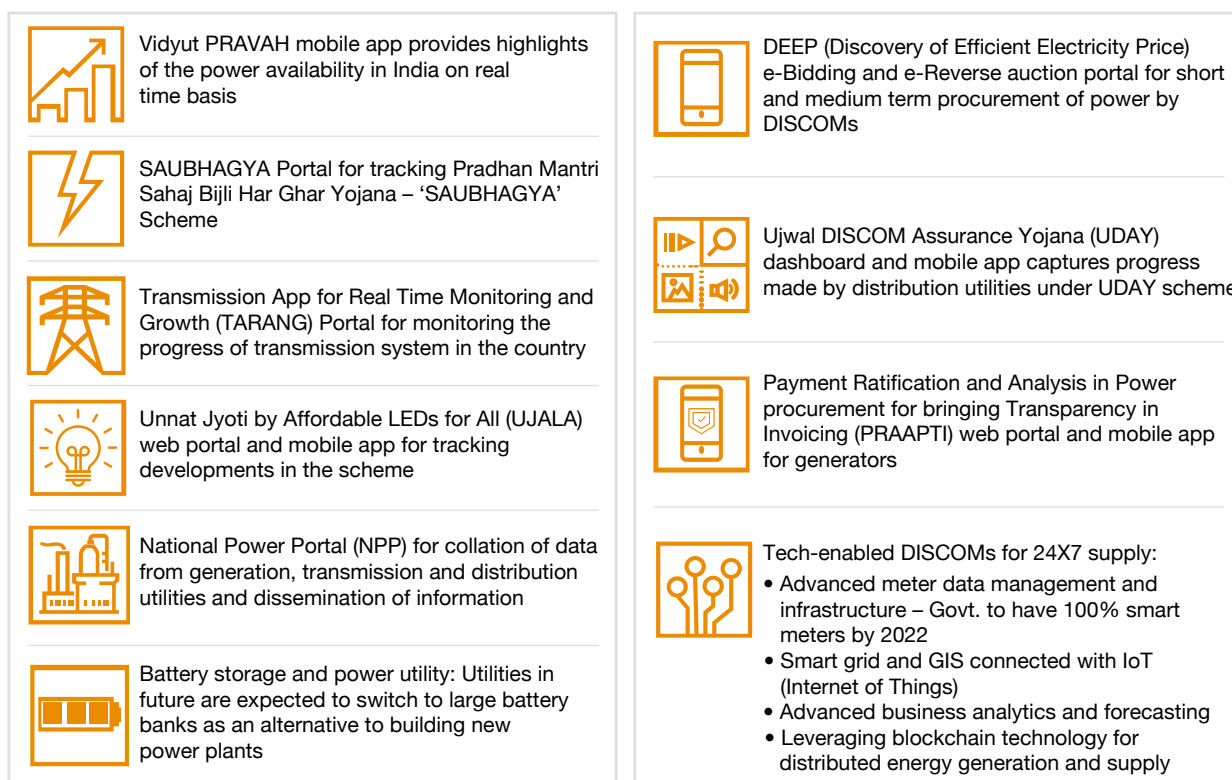 Vidyut PRAVAH mobile app provides highlights
of the power availability in India on real
time basis
SAUBHAGYA Portal for tracking Pradhan Mantri
Sahaj Bijli Har Ghar Yojana – ‘SAUBHAGYA’
Scheme
Transmission App for Real Time Monitoring and
Growth (TARANG) Portal for monitoring the
progress of transmission system in the country
Unnat Jyoti by Affordable LEDs for All (UJALA)
web portal and mobile app for tracking
developments in the scheme
National Power Portal (NPP) for collation of data
from generation, transmission and distribution
utilities and dissemination of information
Battery storage and power utility: Utilities in
future are expected to switch to large battery
banks as an alternative to building new
power plants
DEEP (Discovery of Efficient Electricity Price)
e-Bidding and e-Reverse auction portal for short
and medium term procurement of power by
DISCOMs
Ujwal DISCOM Assurance Yojana (UDAY)
dashboard and mobile app captures progress
made by distribution utilities under UDAY scheme
Payment Ratification and Analysis in Power
procurement for bringing Transparency in
Invoicing (PRAAPTI) web portal and mobile app
for generators
Tech-enabled DISCOMs for 24X7 supply:
• Advanced meter data management and
infrastructure – Govt. to have 100% smart
meters by 2022
• Smart grid and GIS connected with IoT
(Internet of Things)
• Advanced business analytics and forecasting
• Leveraging blockchain technology for
distributed energy generation and supply